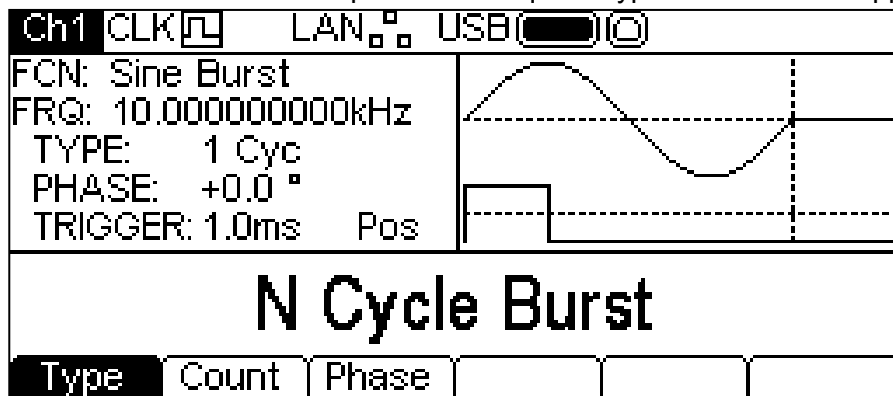 Ch1 CLK LAN USB
FCN: Sine Burst
FRQ: 10.000000000kHz
TYPE: 1 Cyc
PHASE: +0.0 °
TRIGGER: 1.0ms Pos
N Cycle Burst
Type Count Phase